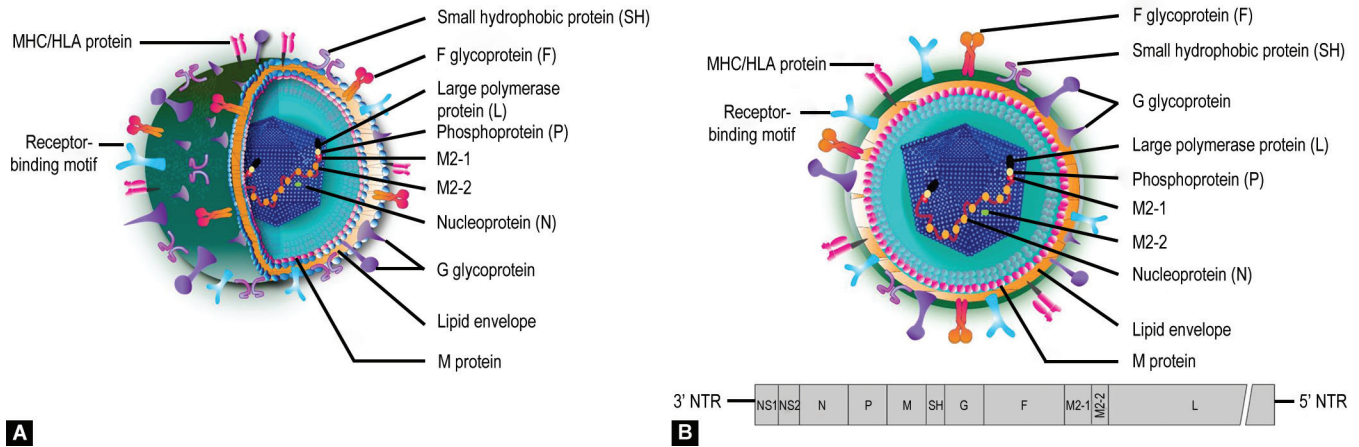 Small hydrophobic protein (SH)
MHC/HLA protein
F glycoprotein (F)
Large polymerase
protein (L)
Phosphoprotein (P)
Receptor-
binding motif
M2-1
M2-2
Nucleoprotein (N)
G glycoprotein
Lipid envelope
M protein
A
F glycoprotein (F)
Small hydrophobic protein (SH)
MHC/HLA protein
G glycoprotein
Receptor-
binding motif
Large polymerase protein (L)
Phosphoprotein (P)
M2-1
M2-2
Nucleoprotein (N)
Lipid envelope
M protein
3' NTR NS1 NS2 N P M SH G F M2-1 M2-2 L 5' NTR
B